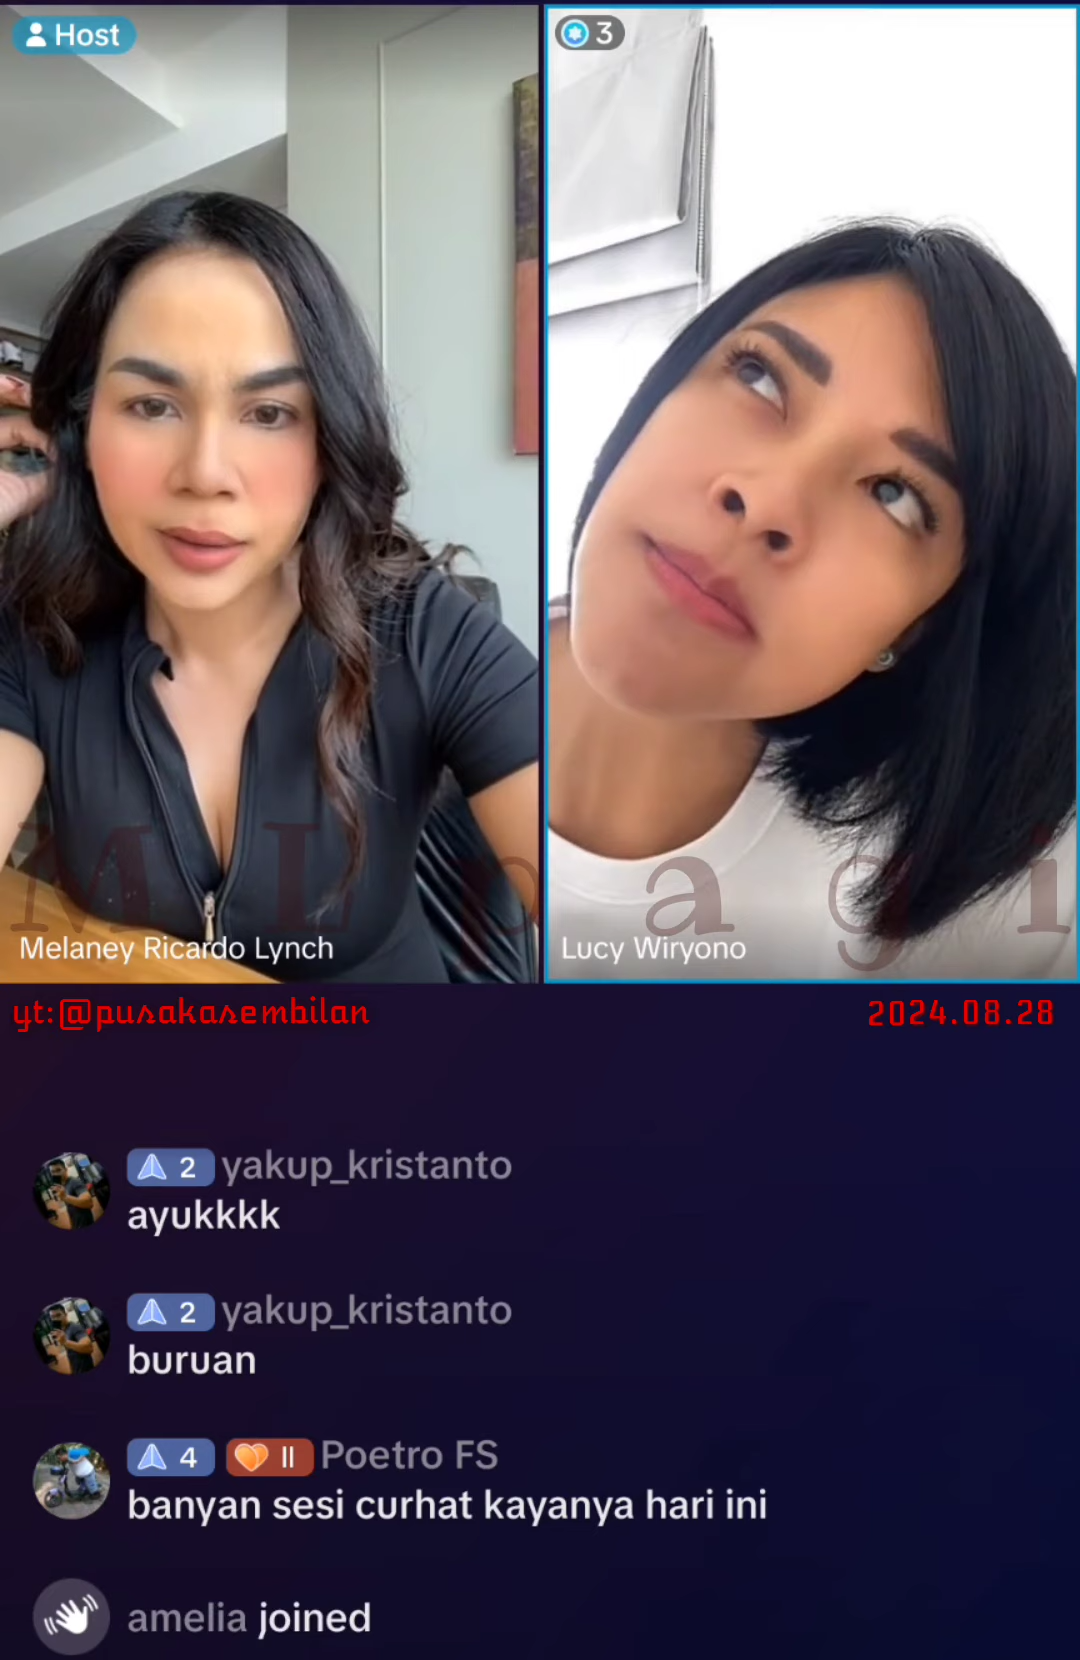 Host
3
M L p a g i
Melaney Ricardo Lynch
Lucy Wiryono
yt:@pusakasembilan
2024.08.28
2 yakup_kristanto
ayukkkk
2 yakup_kristanto
buruan
4 II Poetro FS
banyan sesi curhat kayanya hari ini
amelia joined